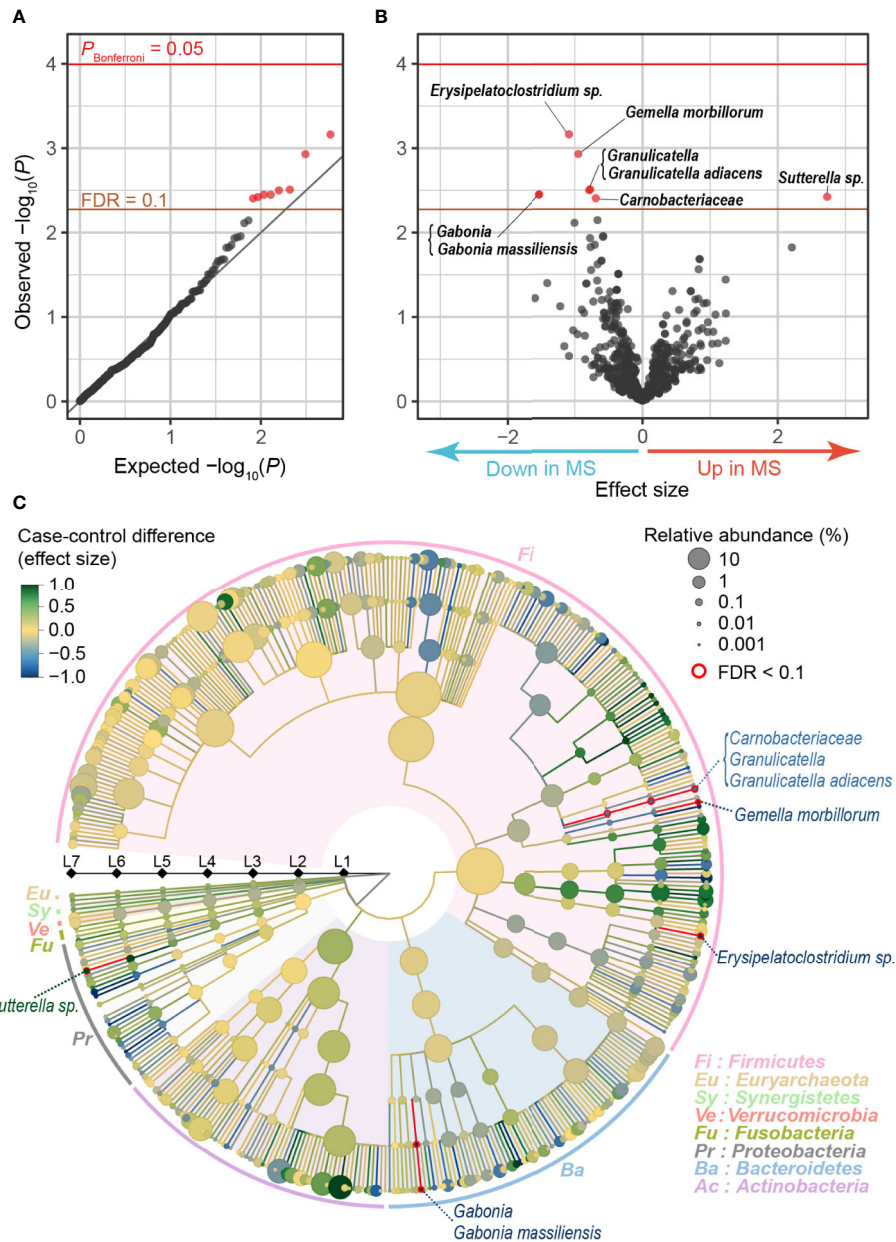 A
P Bonferroni = 0.05
FDR = 0.1
4
3
2
1
0
Observed −log10(P)
0 1 2
Expected −log10(P)
B
Erysipelatoclostridium sp.
Gemella morbillorum
Granulicatella
Granulicatella adiacens
Sutterella sp.
Carnobacteriaceae
Gabonia
Gabonia massiliensis
4
3
2
1
0
−2 0 2
Down in MS
Up in MS
Effect size
C
Case-control difference
(effect size)
1.0
0.5
0.0
−0.5
−1.0
Fi
Relative abundance (%)
10
1
0.1
0.01
0.001
FDR < 0.1
Carnobacteriaceae
Granulicatella
Granulicatella adiacens
Gemella morbillorum
L7 L6 L5 L4 L3 L2 L1
Eu
Sy
Ve
Fu
Erysipelatoclostridium sp.
utterella sp.
Pr
Ba
Gabonia
Gabonia massiliensis
Fi : Firmicutes
Eu : Euryarchaeota
Sy : Synergistetes
Ve : Verrucomicrobia
Fu : Fusobacteria
Pr : Proteobacteria
Ba : Bacteroidetes
Ac : Actinobacteria